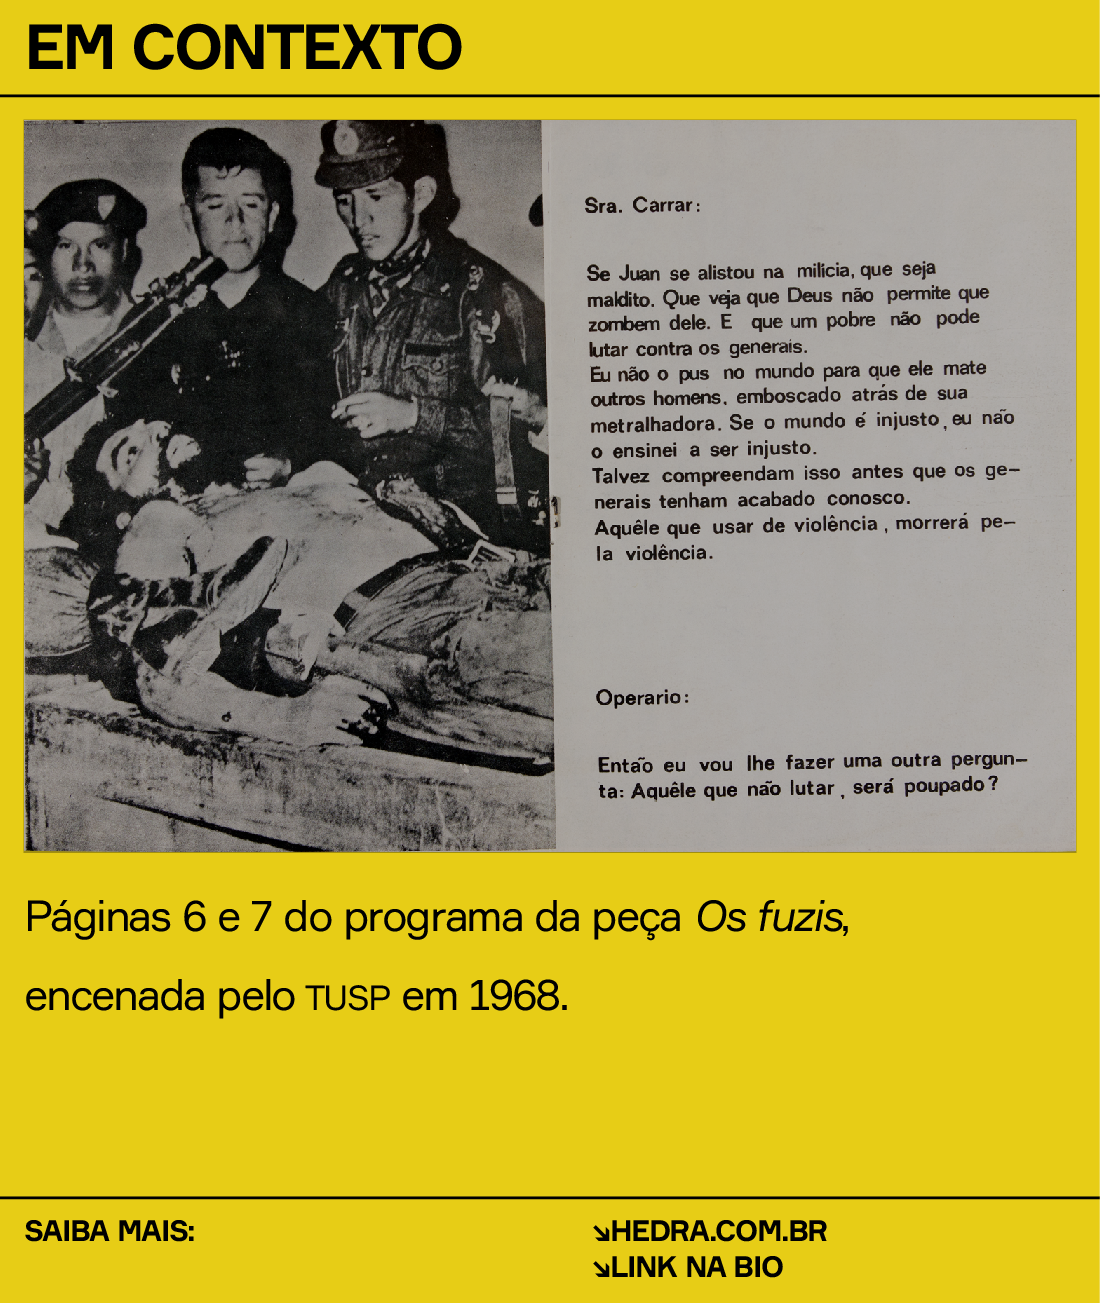 EM CONTEXTO
Sra. Carrar:
Se Juan se alistou na milícia, que seja
maldito. Que veja que Deus não permite que
zombem dele. E que um pobre não pode
lutar contra os generais.
Eu não o pus no mundo para que ele mate
outros homens, emboscado atrás de sua
metralhadora. Se o mundo é injusto, eu não
o ensinei a ser injusto.
Talvez compreendam isso antes que os ge-
nerais tenham acabado conosco.
Aquêle que usar de violência, morrerá pe-
la violência.
Operario:
Então eu vou lhe fazer uma outra pergun-
ta: Aquêle que não lutar, será poupado?
Páginas 6 e 7 do programa da peça Os fuzis,
encenada pelo TUSP em 1968.
SAIBA MAIS:
↘HEDRA.COM.BR
↘LINK NA BIO